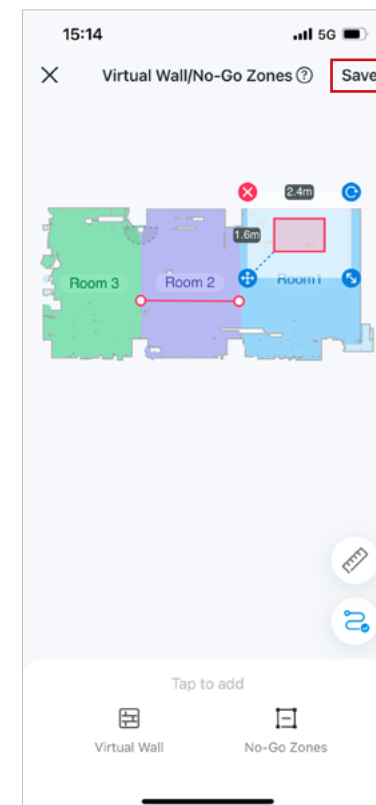 15:14 5G
Virtual Wall/No-Go Zones ? Save
2.4m
1.6m
Room 3 Room 2 Room1
Tap to add
Virtual Wall No-Go Zones